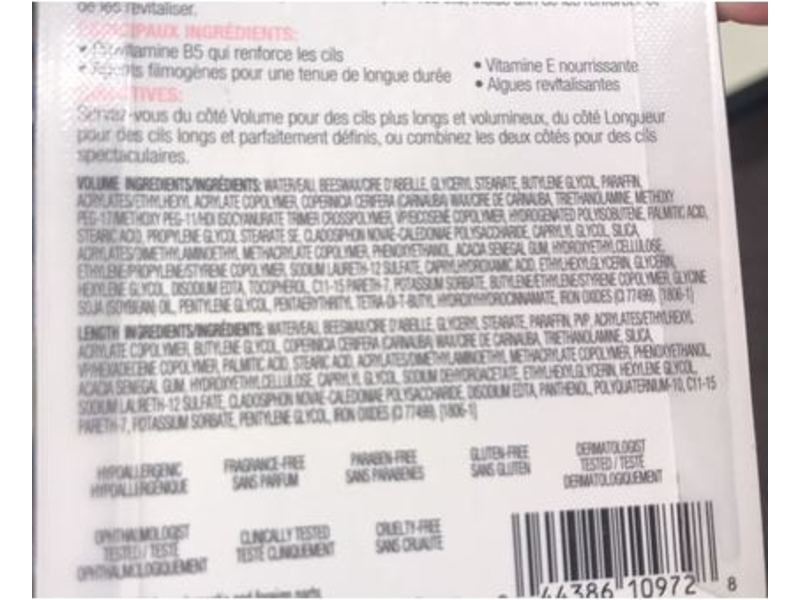 de les revitaliser.
PRINCIPAUX INGRÉDIENTS:
• Provitamine B5 qui renforce les cils
• Vitamine E nourrissante
• Agents filmogènes pour une tenue de longue durée
• Algues revitalisantes
DIRECTIVES:
Servez-vous du côté Volume pour des cils plus longs et volumineux, du côté Longueur
pour des cils longs et parfaitement définis, ou combinez les deux côtés pour des cils
spectaculaires.
VOLUME INGREDIENTS/INGRÉDIENTS: WATER/EAU, BEESWAX/CIRE D'ABEILLE, GLYCERYL STEARATE, BUTYLENE GLYCOL, PARAFFIN,
ACRYLATES/ETHYLHEXYL ACRYLATE COPOLYMER, COPERNICIA CERIFERA (CARNAUBA) WAX/CIRE DE CARNAUBA, TRIETHANOLAMINE, METHOXY
PEG-17/METHOXY PEG-11/HDI ISOCYANURATE TRIMER CROSSPOLYMER, VP/EICOSENE COPOLYMER, HYDROGENATED POLYISOBUTENE, PALMITIC ACID,
STEARIC ACID, PROPYLENE GLYCOL STEARATE SE, CLADOSIPHON NOVAE-CALEDONIAE POLYSACCHARIDE, CAPRYLYL GLYCOL, SILICA,
ACRYLATES/DIMETHYLAMINOETHYL METHACRYLATE COPOLYMER, PHENOXYETHANOL, ACACIA SENEGAL GUM, HYDROXYETHYLCELLULOSE,
ETHYLENE/PROPYLENE/STYRENE COPOLYMER, SODIUM LAURETH-12 SULFATE, CAPRYLHYDROXAMIC ACID, ETHYLHEXYLGLYCERIN, GLYCERIN,
HEXYLENE GLYCOL, DISODIUM EDTA, TOCOPHEROL, C11-15 PARETH-7, POTASSIUM SORBATE, BUTYLENE/ETHYLENE/STYRENE COPOLYMER, GLYCINE
SOJA (SOYBEAN) OIL, PENTYLENE GLYCOL, PENTAERYTHRITYL TETRA-DI-T-BUTYL HYDROXYHYDROCINNAMATE, IRON OXIDES (CI 77499). [1806-1]
LENGTH INGREDIENTS/INGRÉDIENTS: WATER/EAU, BEESWAX/CIRE D'ABEILLE, GLYCERYL STEARATE, PARAFFIN, PVP, ACRYLATES/ETHYLHEXYL
ACRYLATE COPOLYMER, BUTYLENE GLYCOL, COPERNICIA CERIFERA (CARNAUBA) WAX/CIRE DE CARNAUBA, TRIETHANOLAMINE, SILICA,
VP/HEXADECENE COPOLYMER, PALMITIC ACID, STEARIC ACID, ACRYLATES/DIMETHYLAMINOETHYL METHACRYLATE COPOLYMER, PHENOXYETHANOL,
ACACIA SENEGAL GUM, HYDROXYETHYLCELLULOSE, CAPRYLYL GLYCOL, SODIUM DEHYDROACETATE, ETHYLHEXYLGLYCERIN, HEXYLENE GLYCOL,
SODIUM LAURETH-12 SULFATE, CLADOSIPHON NOVAE-CALEDONIAE POLYSACCHARIDE, DISODIUM EDTA, PANTHENOL, POLYQUATERNIUM-10, C11-15
PARETH-7, POTASSIUM SORBATE, PENTYLENE GLYCOL, IRON OXIDES (CI 77499). [1806-1]
HYPOALLERGENIC
HYPOALLERGÉNIQUE
FRAGRANCE-FREE
SANS PARFUM
PARABEN-FREE
SANS PARABENES
GLUTEN-FREE
SANS GLUTEN
DERMATOLOGIST
TESTED / TESTÉ
DERMATOLOGIQUEMENT
OPHTHALMOLOGIST
TESTED / TESTÉ
OPHTALMOLOGIQUEMENT
CLINICALLY TESTED
TESTÉ CLINIQUEMENT
CRUELTY-FREE
SANS CRUAUTÉ
44386 10972 8